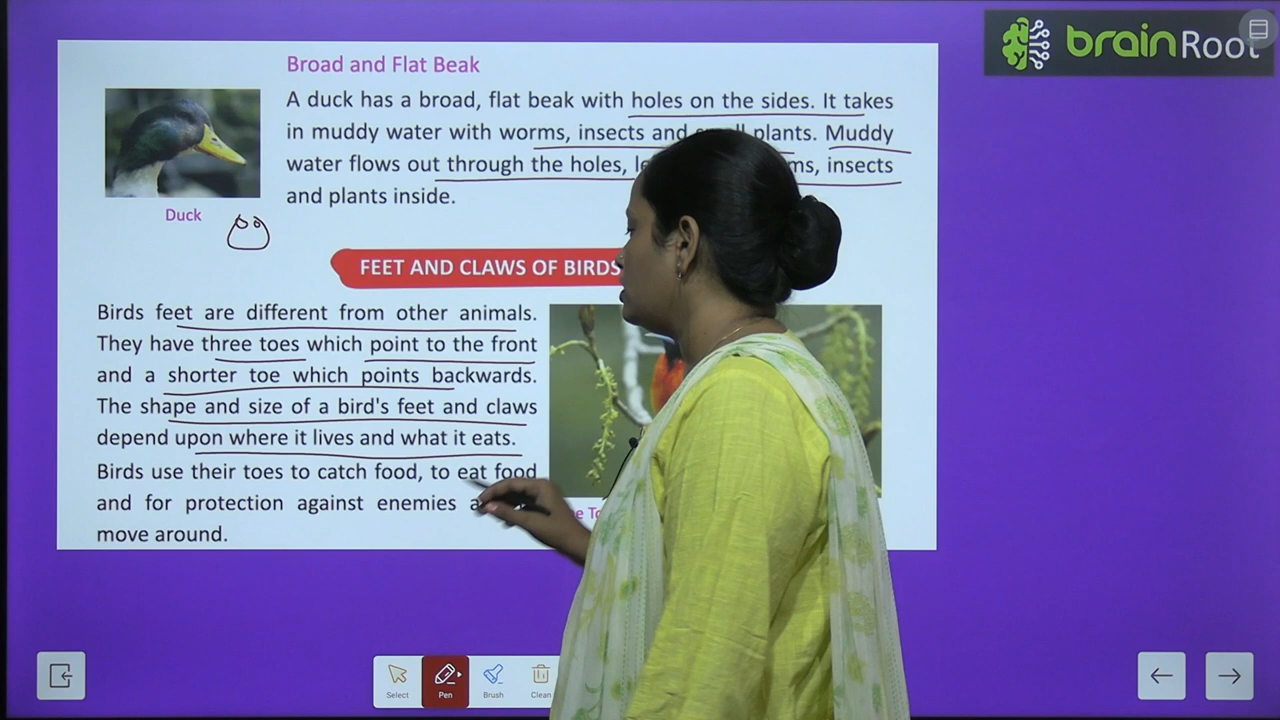 brainRoot
Broad and Flat Beak
A duck has a broad, flat beak with holes on the sides. It takes
in muddy water with worms, insects and plants. Muddy
water flows out through the holes, insects
and plants inside.
Duck
FEET AND CLAWS OF BIRDS
Birds feet are different from other animals.
They have three toes which point to the front
and a shorter toe which points backwards.
The shape and size of a bird's feet and claws
depend upon where it lives and what it eats.
Birds use their toes to catch food, to eat food
and for protection against enemies
move around.
Select
Pen
Brush
Clean